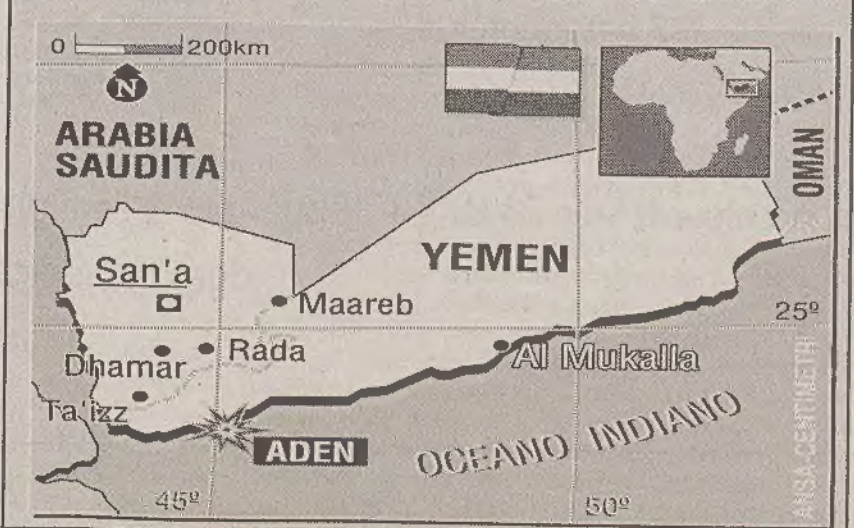 0 200km
N
ARABIA
SAUDITA
OMAN
YEMEN
San'a
Maareb
25º
Dhamar
Rada
Al Mukalla
Ta'izz
ADEN
OCEANO INDIANO
ANSA-CENTIMETRI
45º
50º